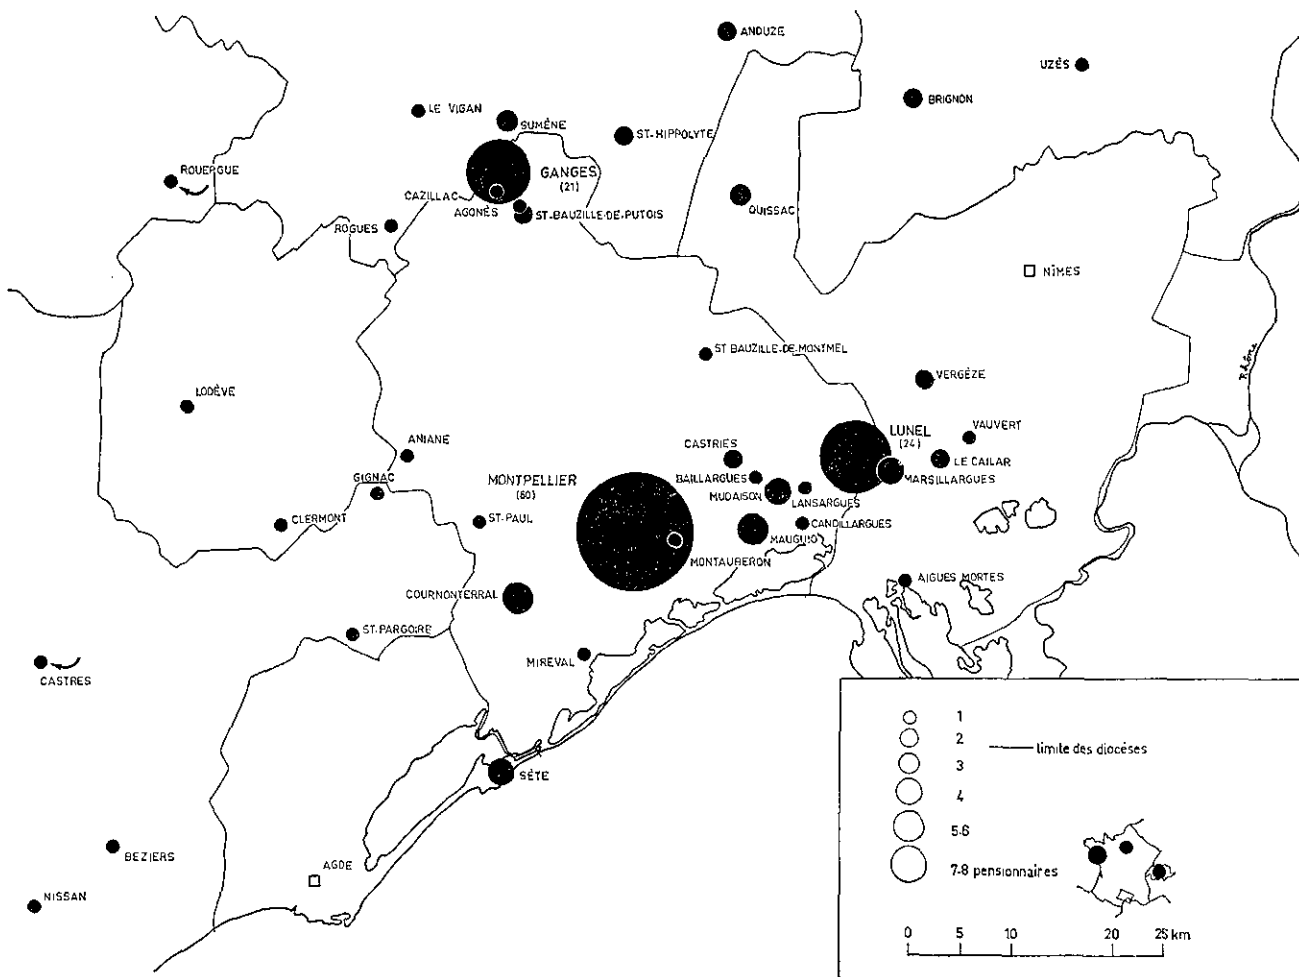 ANDUZE
UZÈS
BRIGNON
LE VIGAN
SUMÈNE
ST-HIPPOLYTE
ROUERGUE
GANGES
(21)
CAZILLAC
AGONÈS
ST-BAUZILLE-DE-PUTOIS
QUISSAC
ROGUES
NÎMES
ST BAUZILLE-DE-MONTMEL
Rhône
VERGÈZE
LODÈVE
ANIANE
CASTRIES
LUNEL
(24)
VAUVERT
LE CAILAR
GIGNAC
MONTPELLIER
(60)
BAILLARGUES
MARSILLARGUES
MUDAISON
LANSARGUES
CLERMONT
ST-PAUL
CANDILLARGUES
MAUGUIO
MONTAUBERON
AIGUES MORTES
COURNONTERRAL
ST-PARGOIRE
MIREVAL
CASTRES
SÈTE
BEZIERS
AGDE
NISSAN
1
2
limite des diocèses
3
4
5.6
7-8 pensionnaires
0 5 10 20 25 km